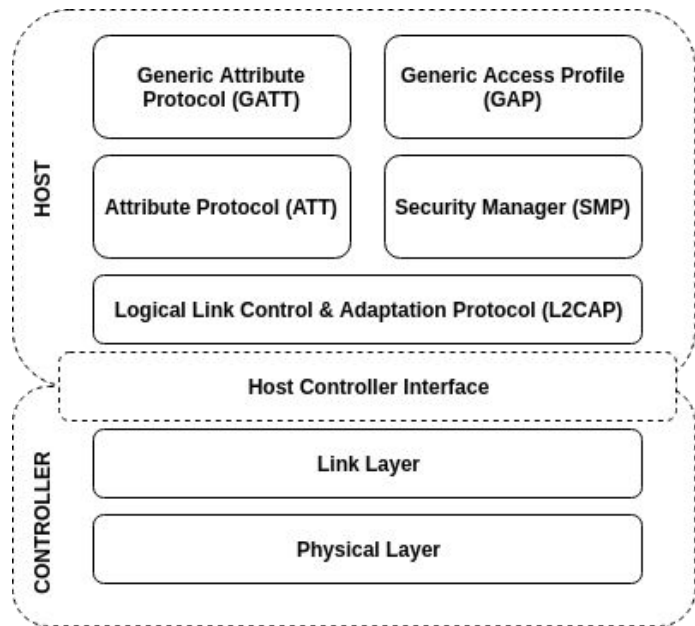 HOST
Generic Attribute
Protocol (GATT)
Generic Access Profile
(GAP)
Attribute Protocol (ATT)
Security Manager (SMP)
Logical Link Control & Adaptation Protocol (L2CAP)
Host Controller Interface
CONTROLLER
Link Layer
Physical Layer